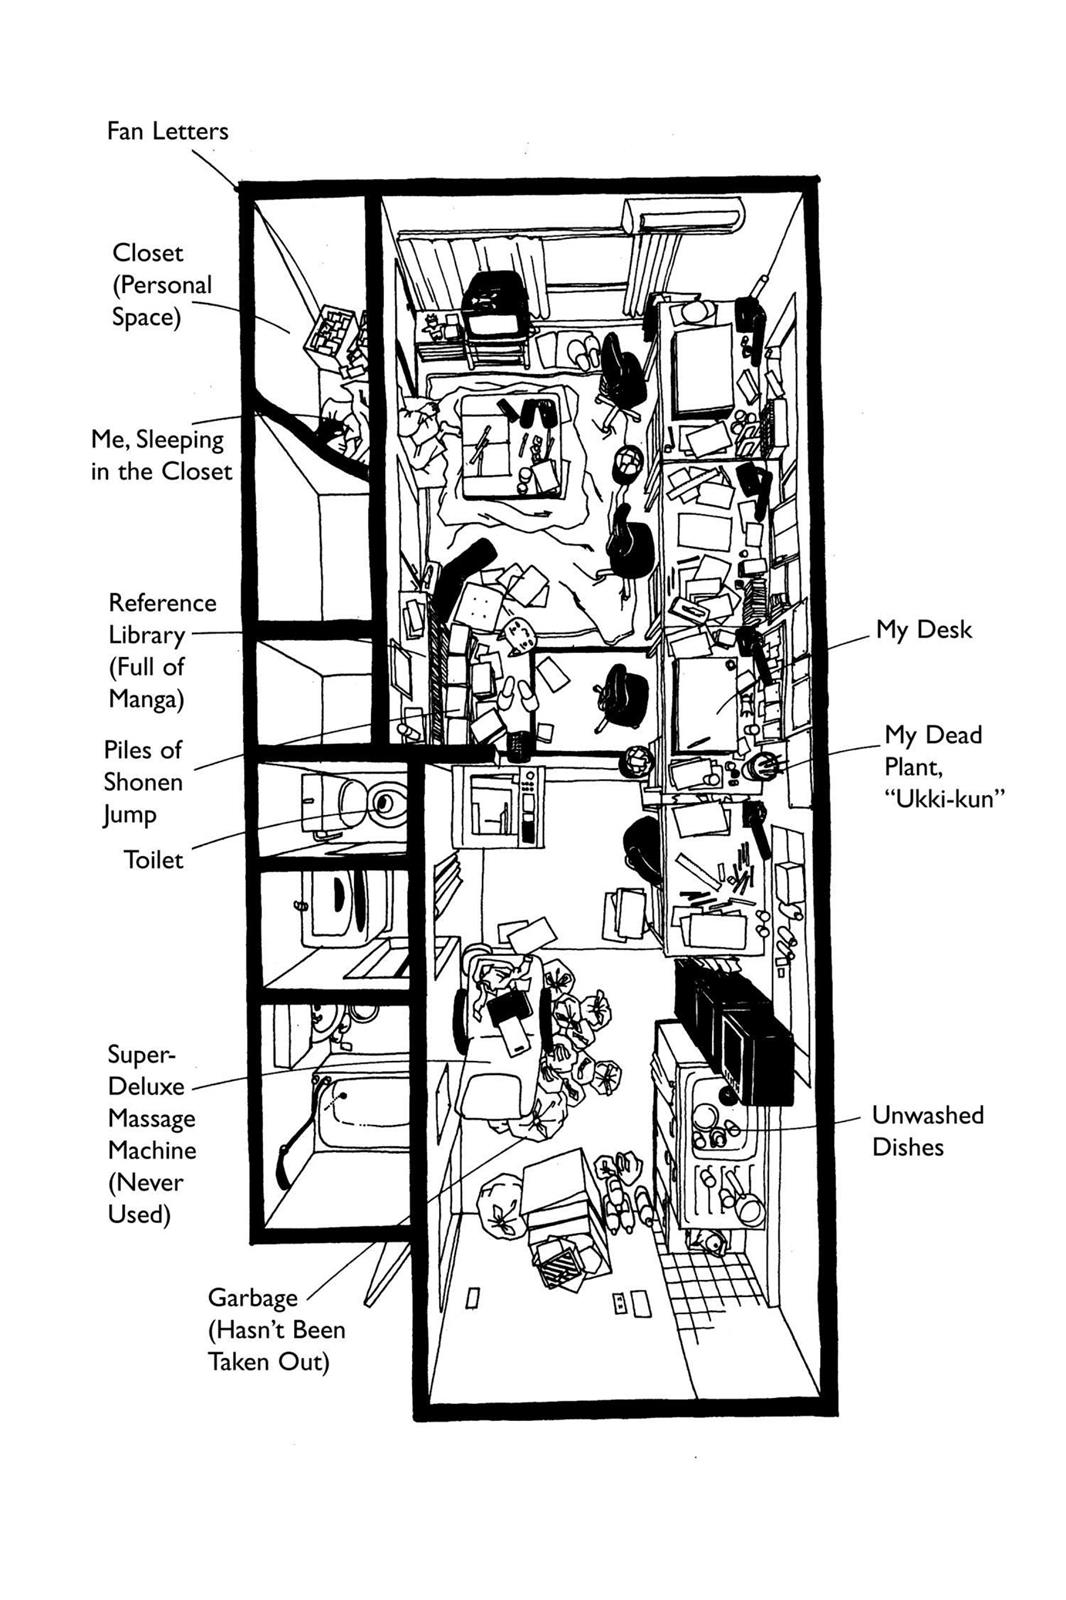 Fan Letters
Closet
(Personal
Space)
Me, Sleeping
in the Closet
Reference
Library
(Full of
Manga)
Piles of
Shonen
Jump
Toilet
Super-
Deluxe
Massage
Machine
(Never
Used)
Garbage
(Hasn't Been
Taken Out)
My Desk
My Dead
Plant,
“Ukki-kun”
Unwashed
Dishes